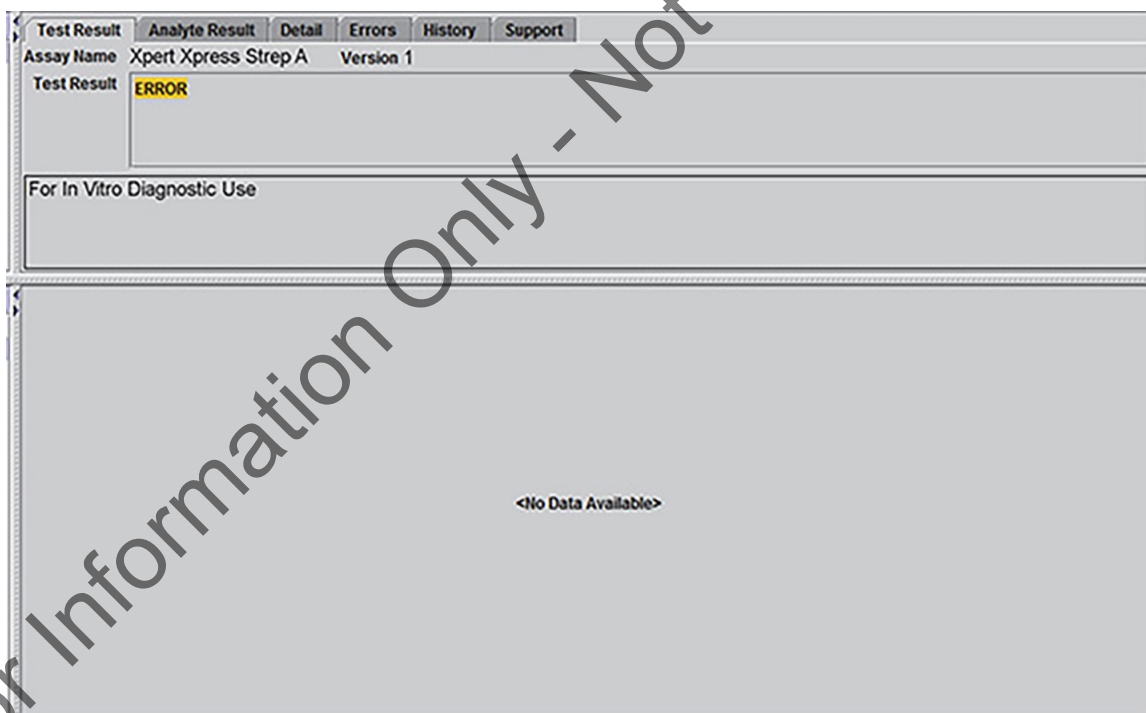 Test Result Analyte Result Detail Errors History Support
Assay Name Xpert Xpress Strep A Version 1
Test Result ERROR
For In Vitro Diagnostic Use
<No Data Available>
or Information Only - Not